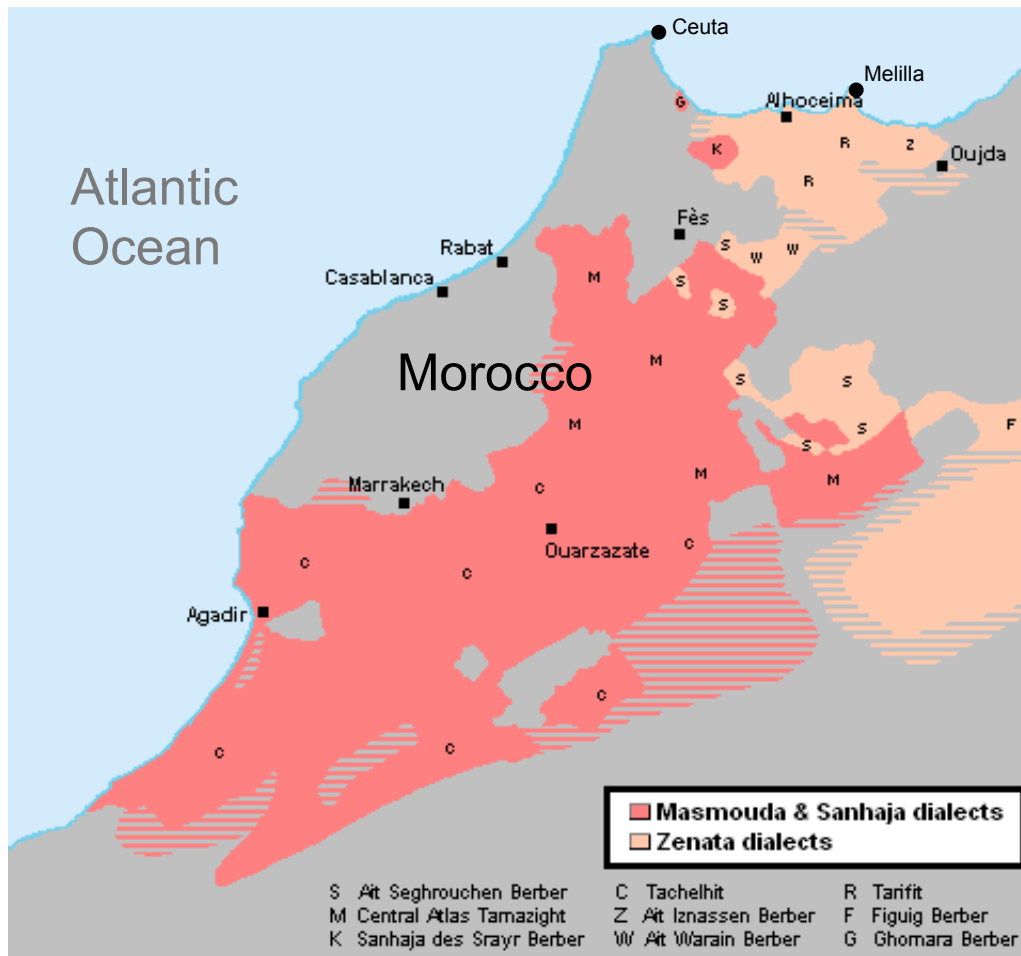 Ceuta
Melilla
G
Alhoceima
K
R
Z
Oujda
R
Atlantic
Ocean
Fès
Rabat
S
W
W
Casablanca
M
S
S
Morocco
M
S
S
M
S
S
F
Marrakech
C
M
M
Ouarzazate
C
C
C
Agadir
C
C
C
Masmouda & Sanhaja dialects
Zenata dialects
S Ait Seghrouchen Berber
M Central Atlas Tamazight
K Sanhaja des Srayr Berber
C Tachelhit
Z Ait Iznassen Berber
W Ait Warain Berber
R Tarifit
F Figuig Berber
G Ghomara Berber